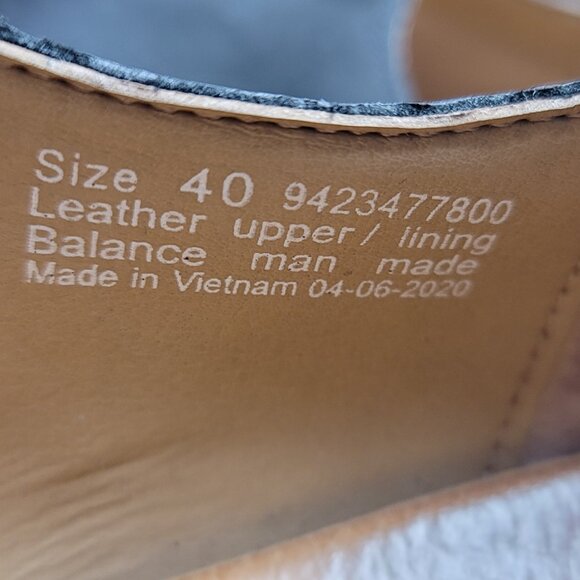 Size 40 9423477800
Leather upper/ lining
Balance man made
Made in Vietnam 04-06-2020